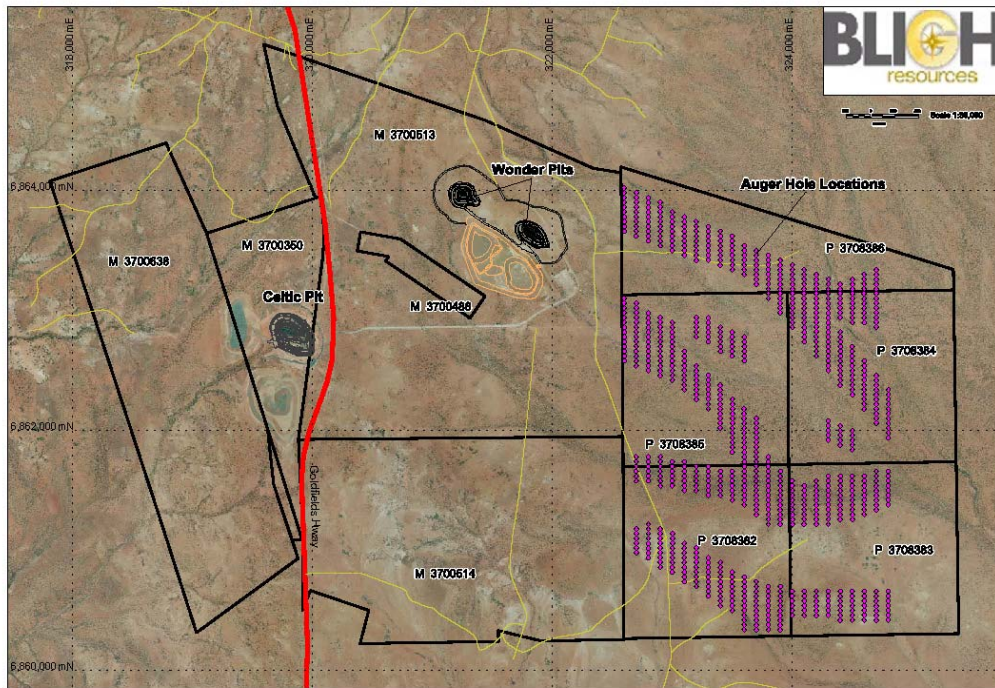 318,000 mE
320,000 mE
322,000 mE
324,000 mE
BLIGH
resources
Scale 1:38,000
M 3700513
Wonder Pits
Auger Hole Locations
6,864,000 mN
P 3708386
M 3700350
M 3700638
Celtic Pit
M 3700486
P 3708384
6,862,000 mN
P 3708385
Goldfields Hway
P 3708382
P 3708383
M 3700514
6,860,000 mN